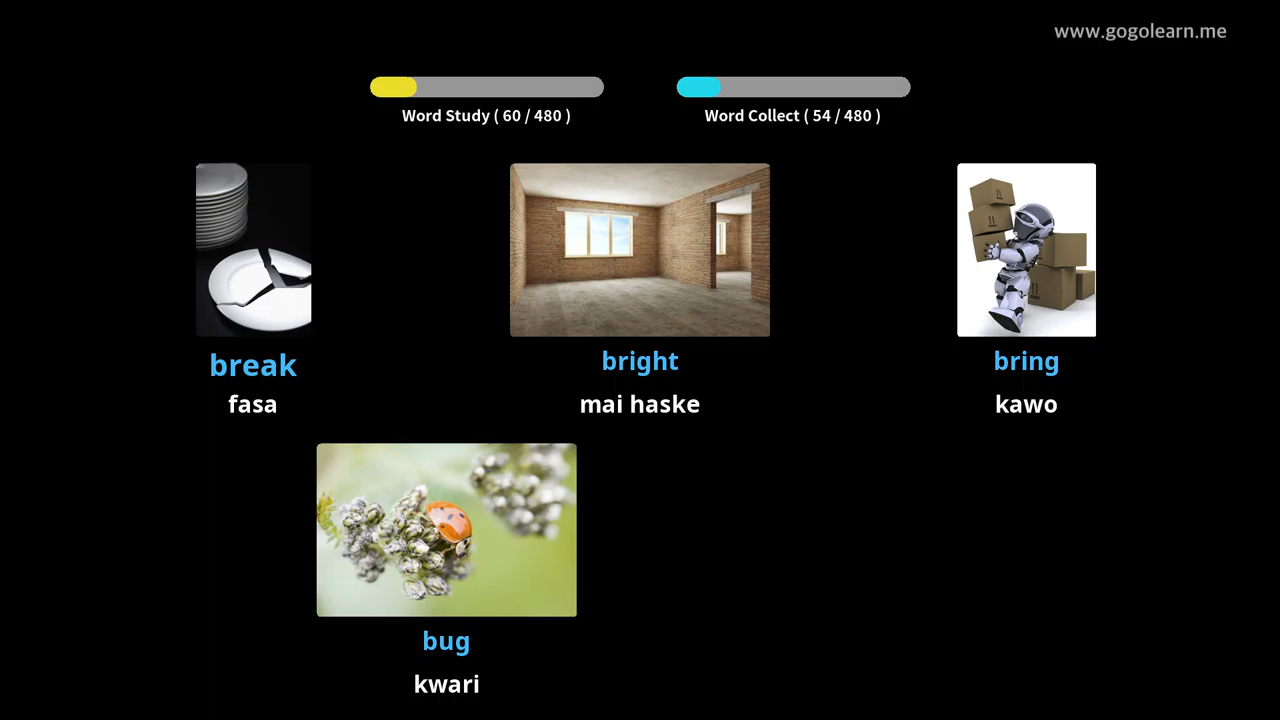 www.gogolearn.me
Word Study ( 60 / 480 )
Word Collect ( 54 / 480 )
break
bright
bring
fasa
mai haske
kawo
bug
kwari